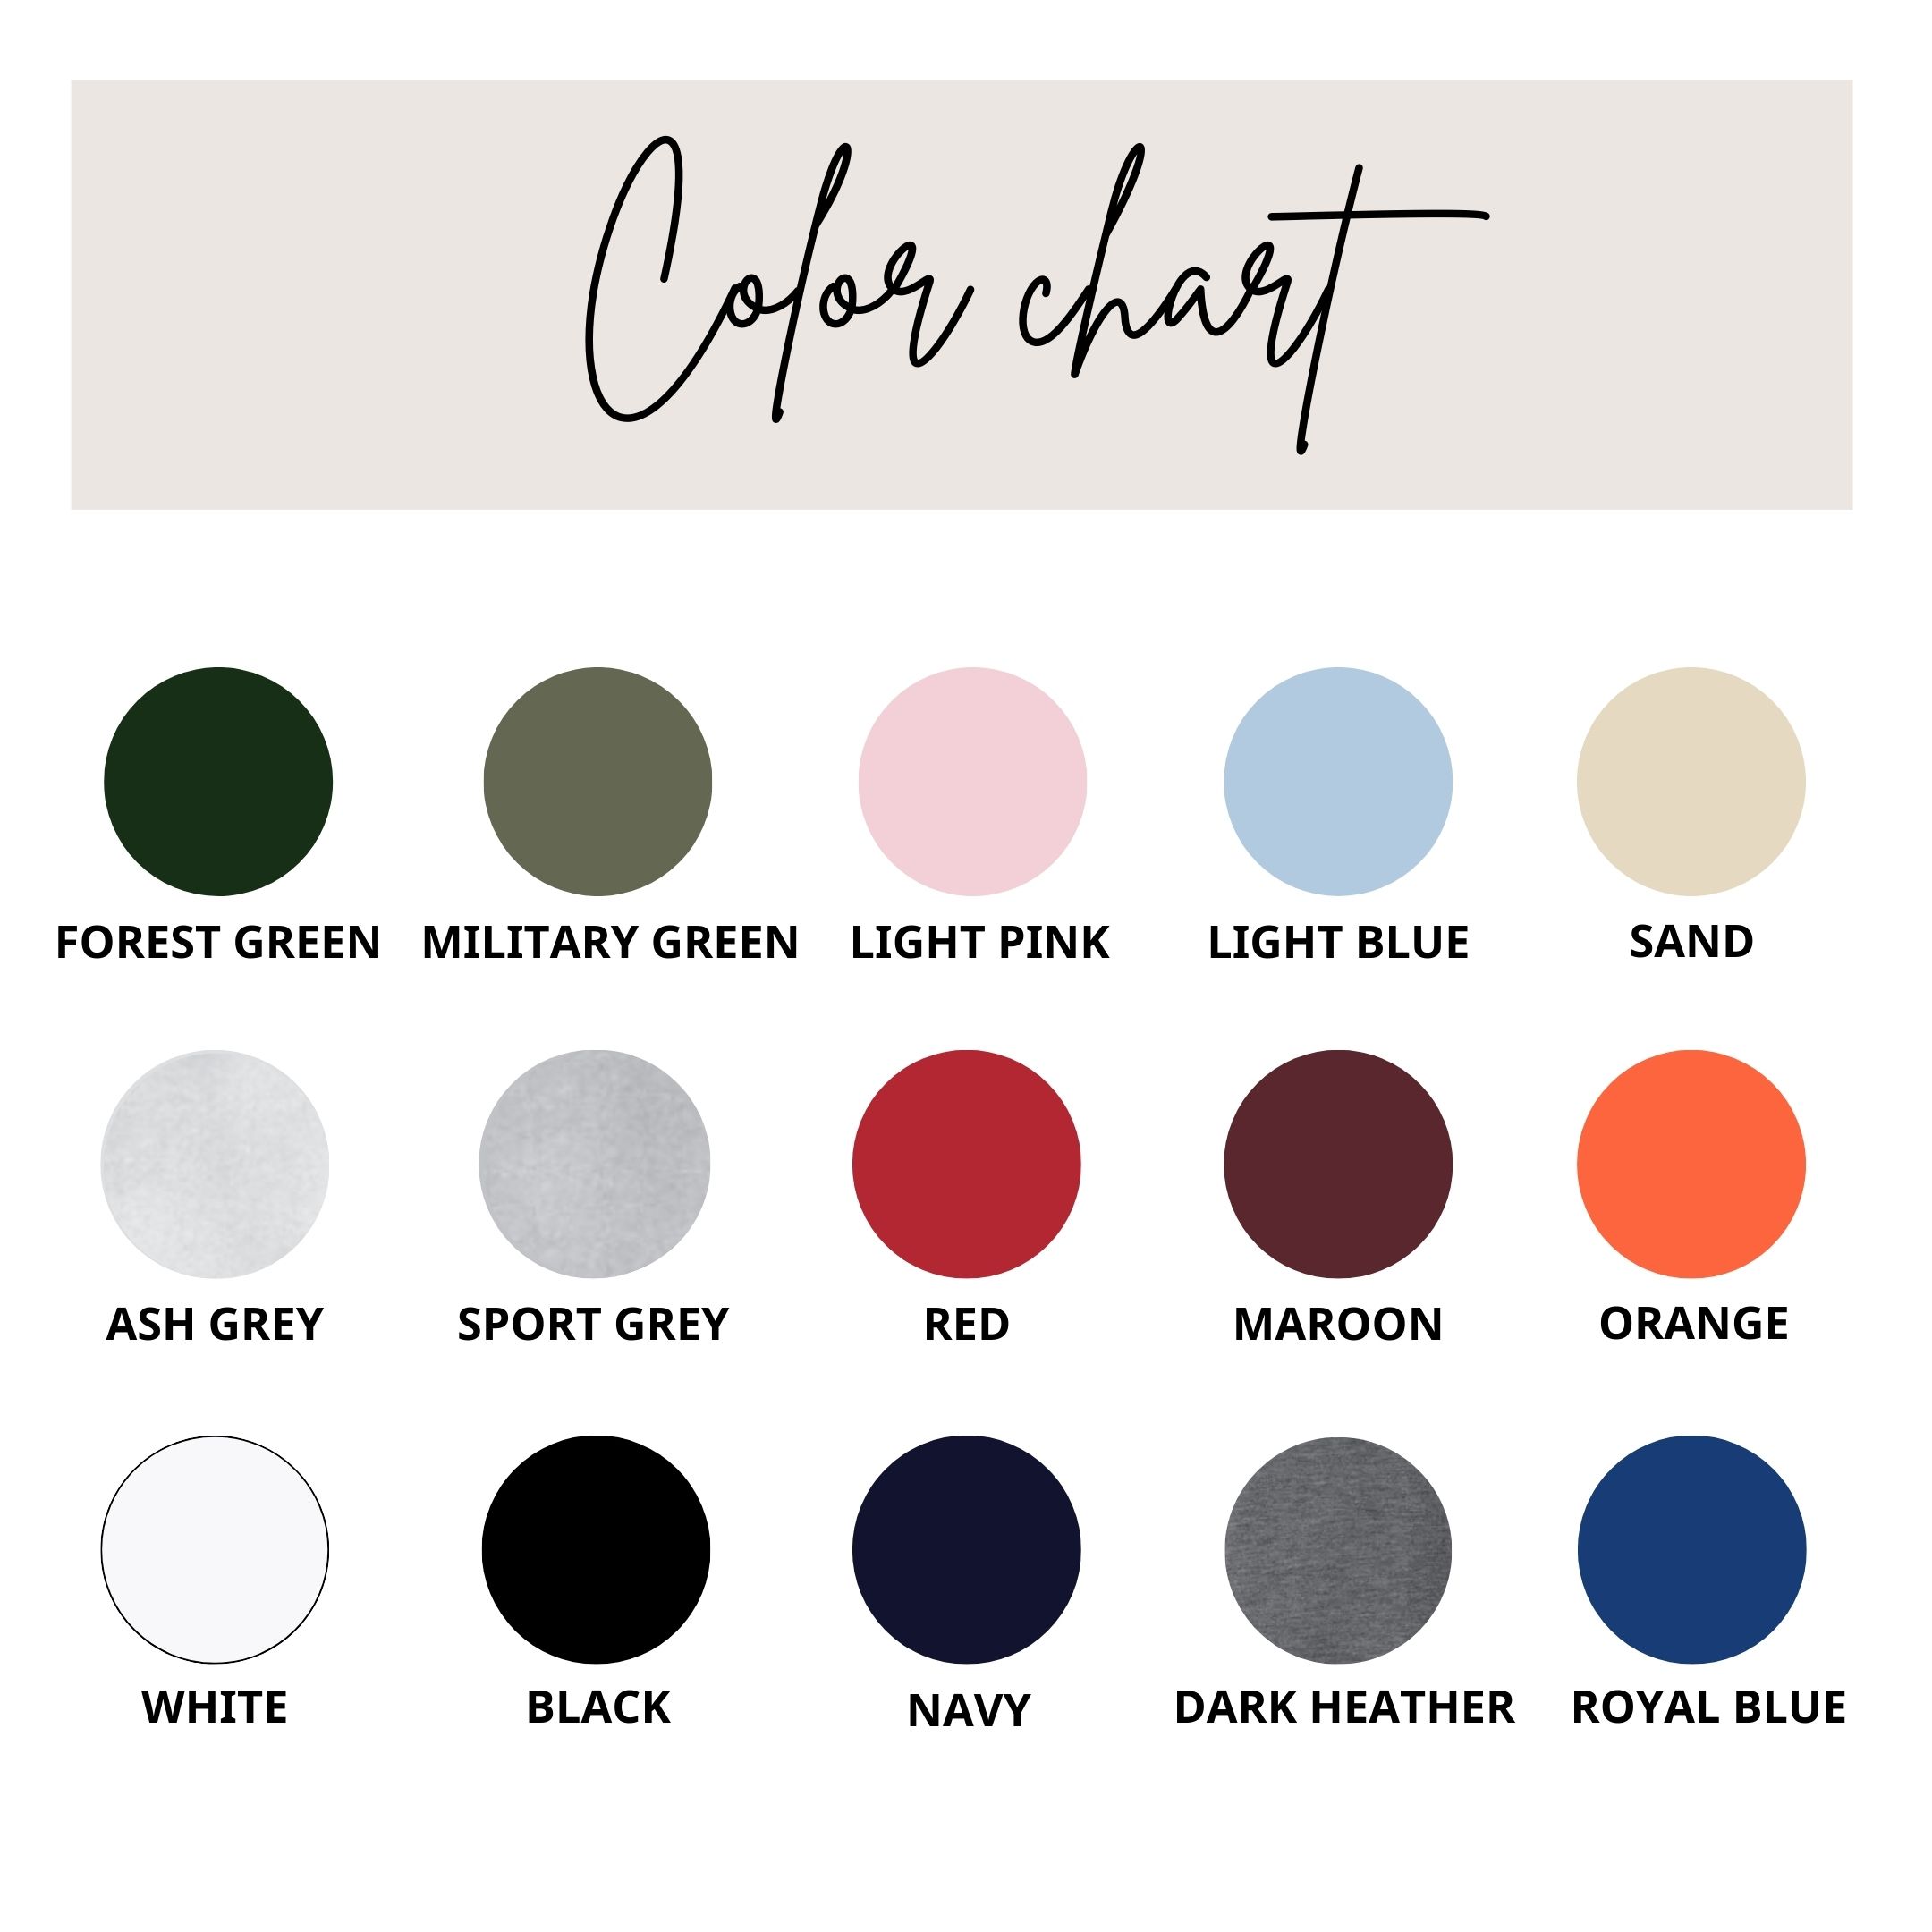 Color chart
FOREST GREEN MILITARY GREEN LIGHT PINK LIGHT BLUE SAND
ASH GREY SPORT GREY RED MAROON ORANGE
WHITE BLACK NAVY DARK HEATHER ROYAL BLUE